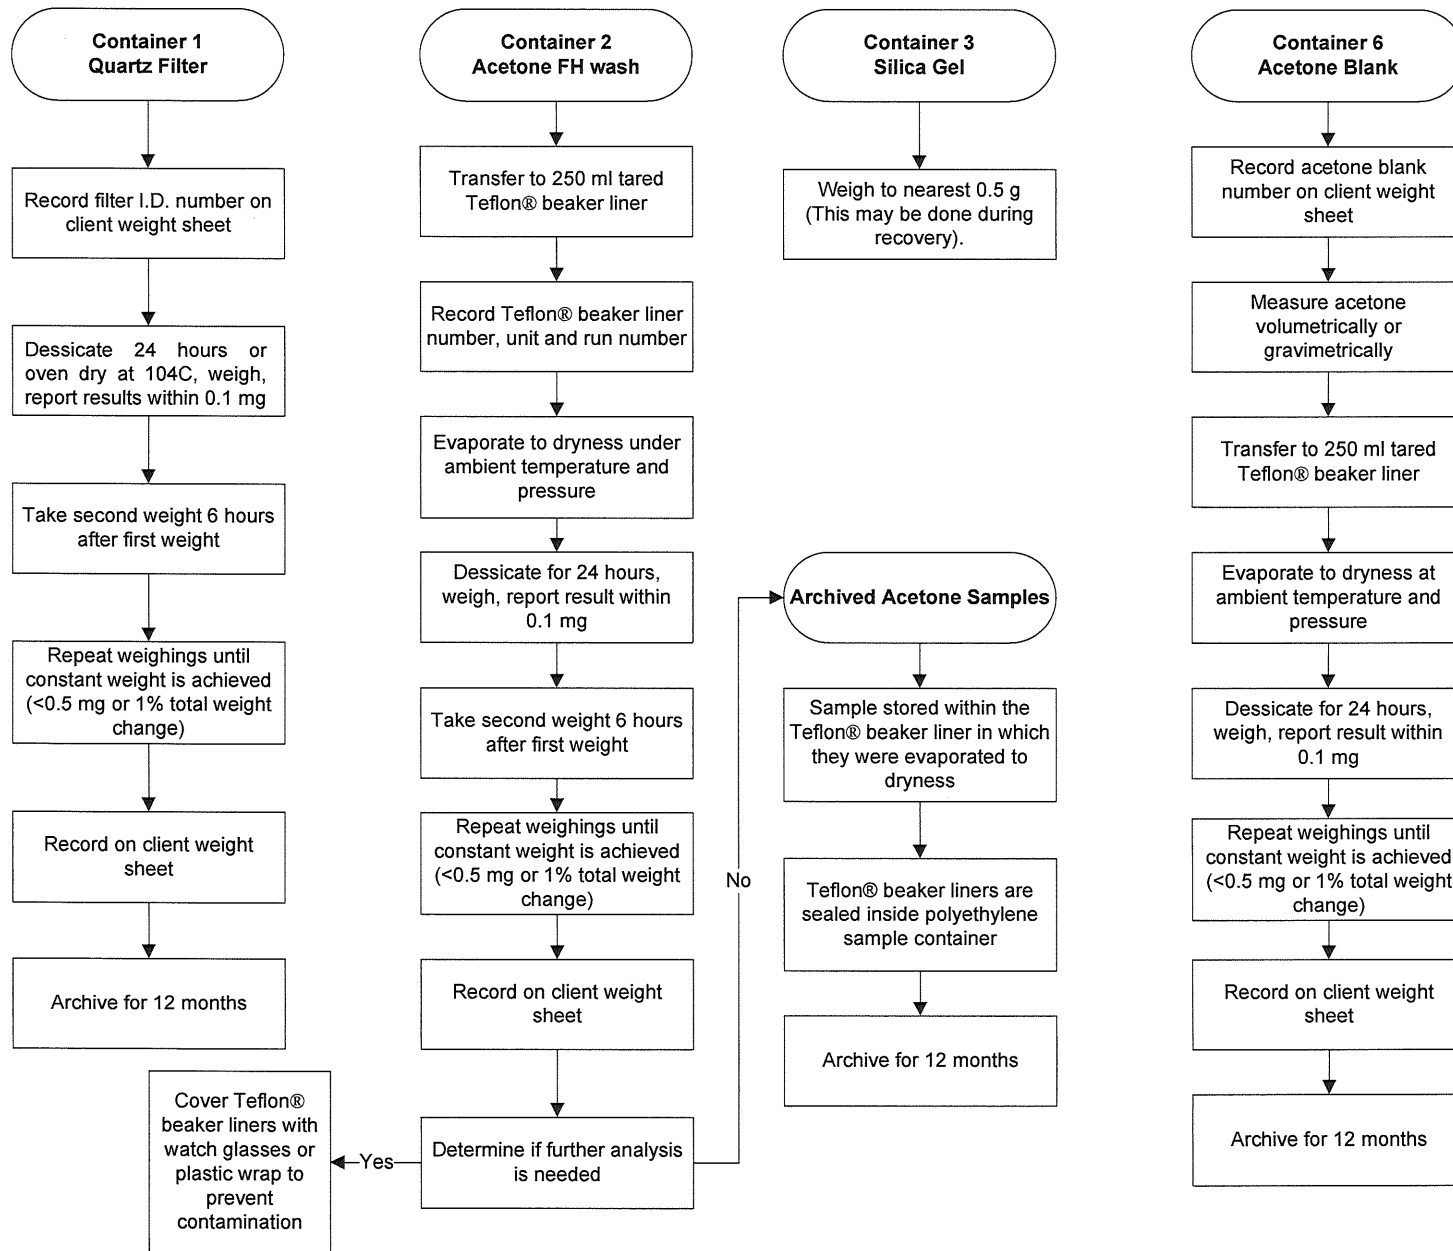 Container 1
Quartz Filter
Record filter I.D. number on
client weight sheet
Dessicate 24 hours or
oven dry at 104C, weigh,
report results within 0.1 mg
Take second weight 6 hours
after first weight
Repeat weighings until
constant weight is achieved
(<0.5 mg or 1% total weight
change)
Record on client weight
sheet
Archive for 12 months
Container 2
Acetone FH wash
Transfer to 250 ml tared
Teflon® beaker liner
Record Teflon® beaker liner
number, unit and run number
Evaporate to dryness under
ambient temperature and
pressure
Dessicate for 24 hours,
weigh, report result within
0.1 mg
Take second weight 6 hours
after first weight
Repeat weighings until
constant weight is achieved
(<0.5 mg or 1% total weight
change)
Record on client weight
sheet
Determine if further analysis
is needed
Yes
Cover Teflon®
beaker liners with
watch glasses or
plastic wrap to
prevent
contamination
No
Container 3
Silica Gel
Weigh to nearest 0.5 g
(This may be done during
recovery).
Archived Acetone Samples
Sample stored within the
Teflon® beaker liner in which
they were evaporated to
dryness
Teflon® beaker liners are
sealed inside polyethylene
sample container
Archive for 12 months
Container 6
Acetone Blank
Record acetone blank
number on client weight
sheet
Measure acetone
volumetrically or
gravimetrically
Transfer to 250 ml tared
Teflon® beaker liner
Evaporate to dryness at
ambient temperature and
pressure
Dessicate for 24 hours,
weigh, report result within
0.1 mg
Repeat weighings until
constant weight is achieved
(<0.5 mg or 1% total weight
change)
Record on client weight
sheet
Archive for 12 months